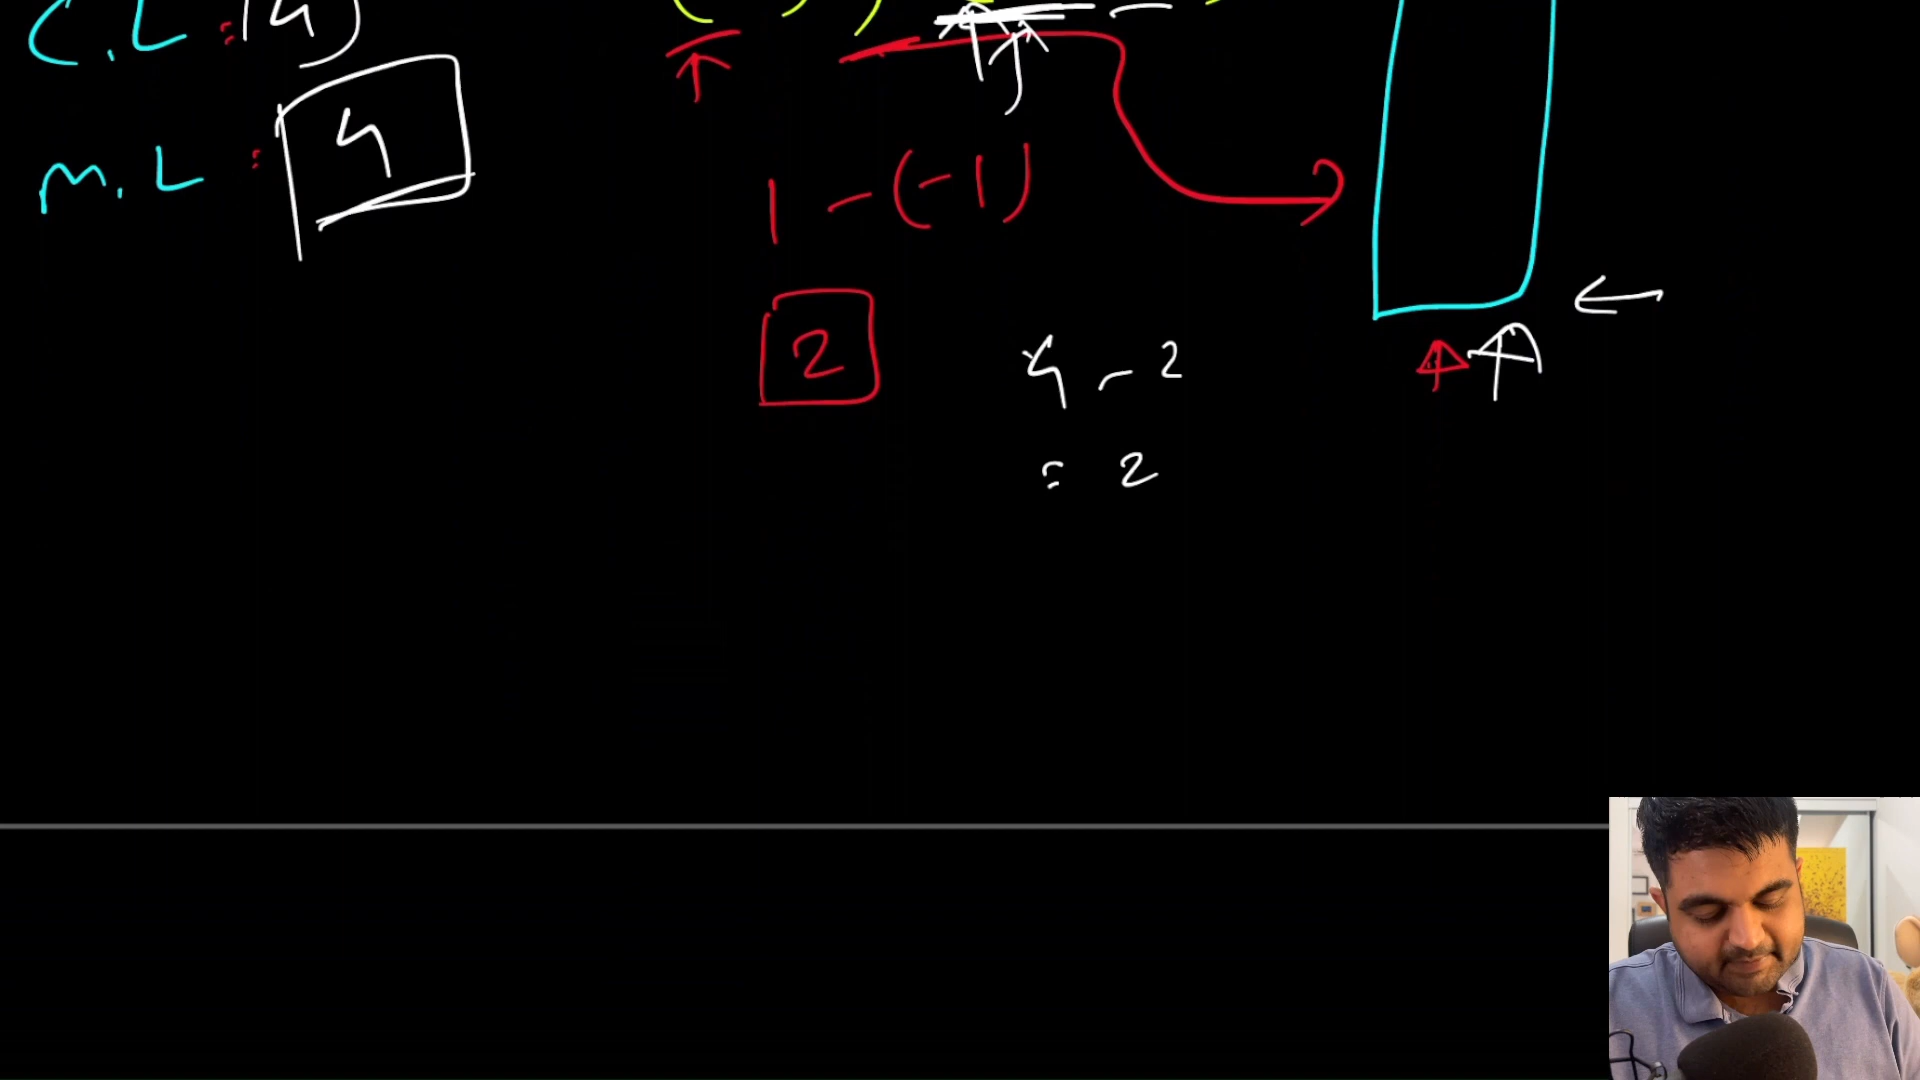 C.L = 4
M.L = 4
1 - (-1)
2
4 - 2
= 2